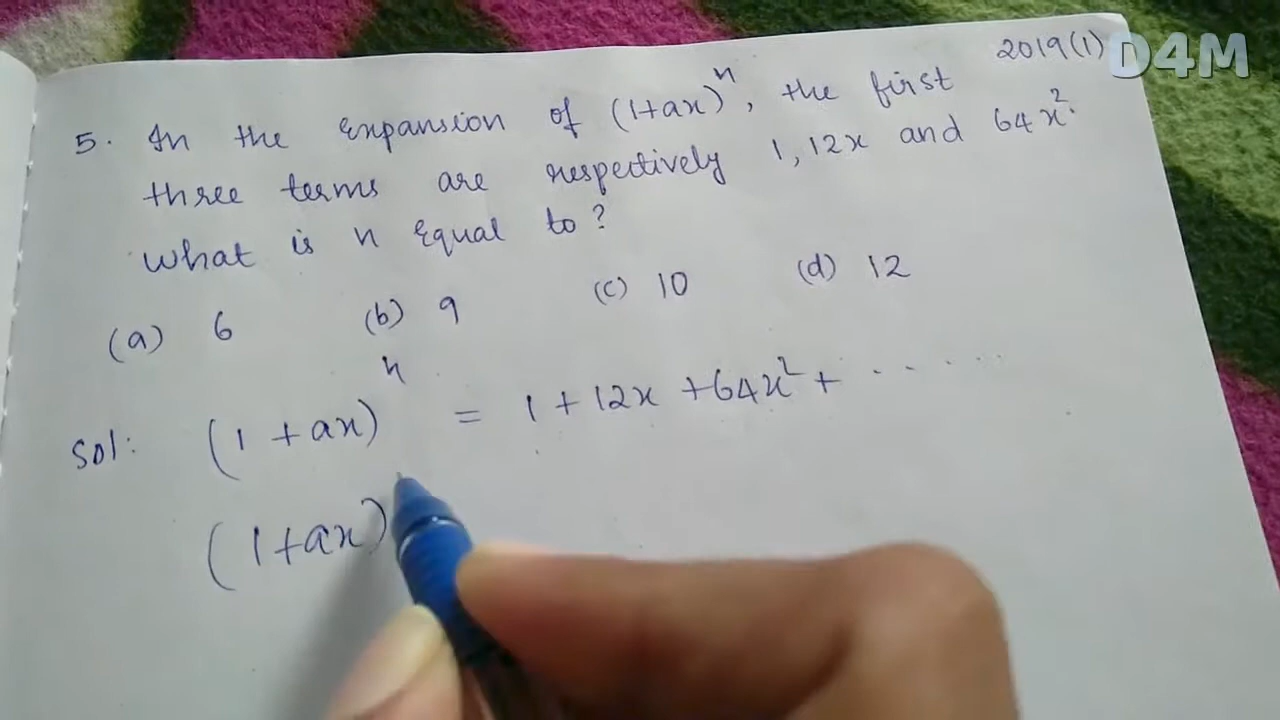 2019(1)
D4M
5. In the expansion of (1+ax)ⁿ, the first
three terms are respectively 1, 12x and 64x².
What is n equal to?
(a) 6 (b) 9 (c) 10 (d) 12
Sol: (1 + ax)ⁿ = 1 + 12x + 64x² + ......
(1+ax)